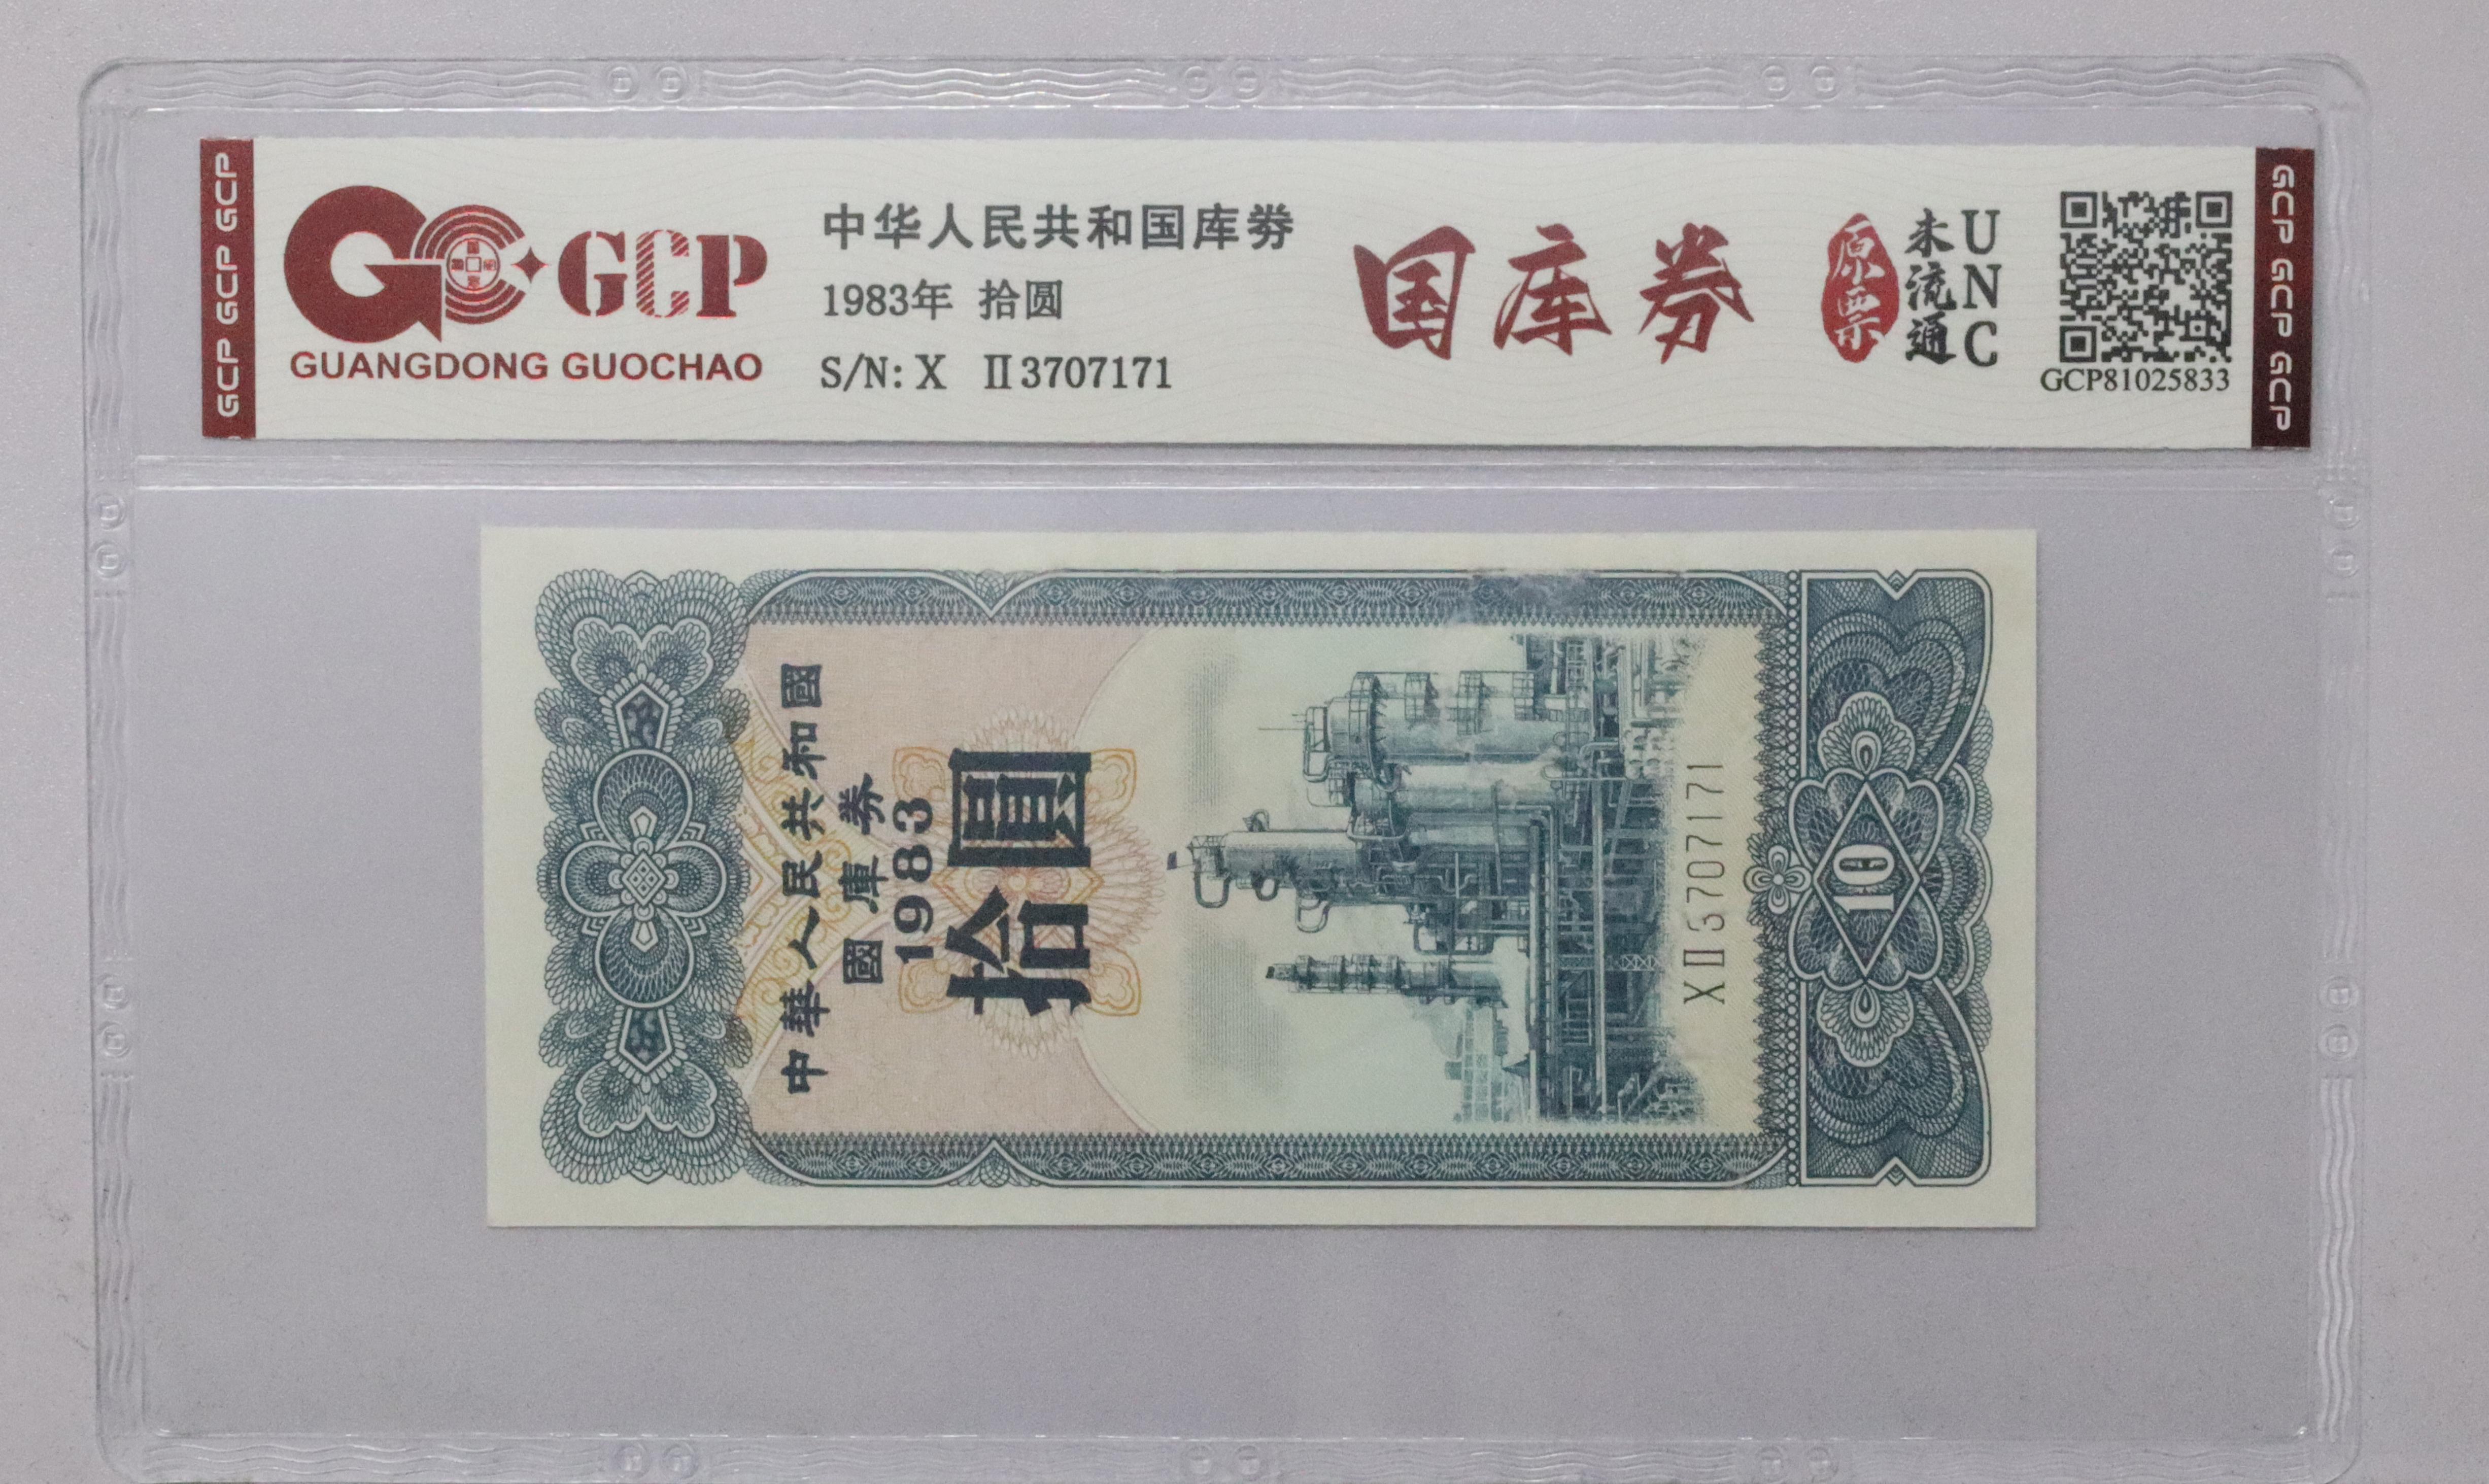 GCP GCP GCP
GCP
GUANGDONG GUOCHAO
中华人民共和国库劵
1983年 拾圆
S/N: X Ⅱ3707171
国库券
原票
未流通
UNC
GCP81025833
GCP GCP GCP
中華人民共和國
國庫券
1983
拾圓
XⅡ3707171
10